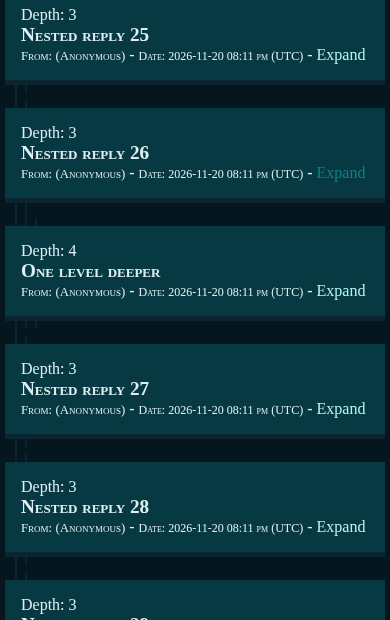 Depth: 3
Nested reply 25
From: (Anonymous) - Date: 2026-11-20 08:11 pm (UTC) - Expand
Depth: 3
Nested reply 26
From: (Anonymous) - Date: 2026-11-20 08:11 pm (UTC) - Expand
Depth: 4
One level deeper
From: (Anonymous) - Date: 2026-11-20 08:11 pm (UTC) - Expand
Depth: 3
Nested reply 27
From: (Anonymous) - Date: 2026-11-20 08:11 pm (UTC) - Expand
Depth: 3
Nested reply 28
From: (Anonymous) - Date: 2026-11-20 08:11 pm (UTC) - Expand
Depth: 3